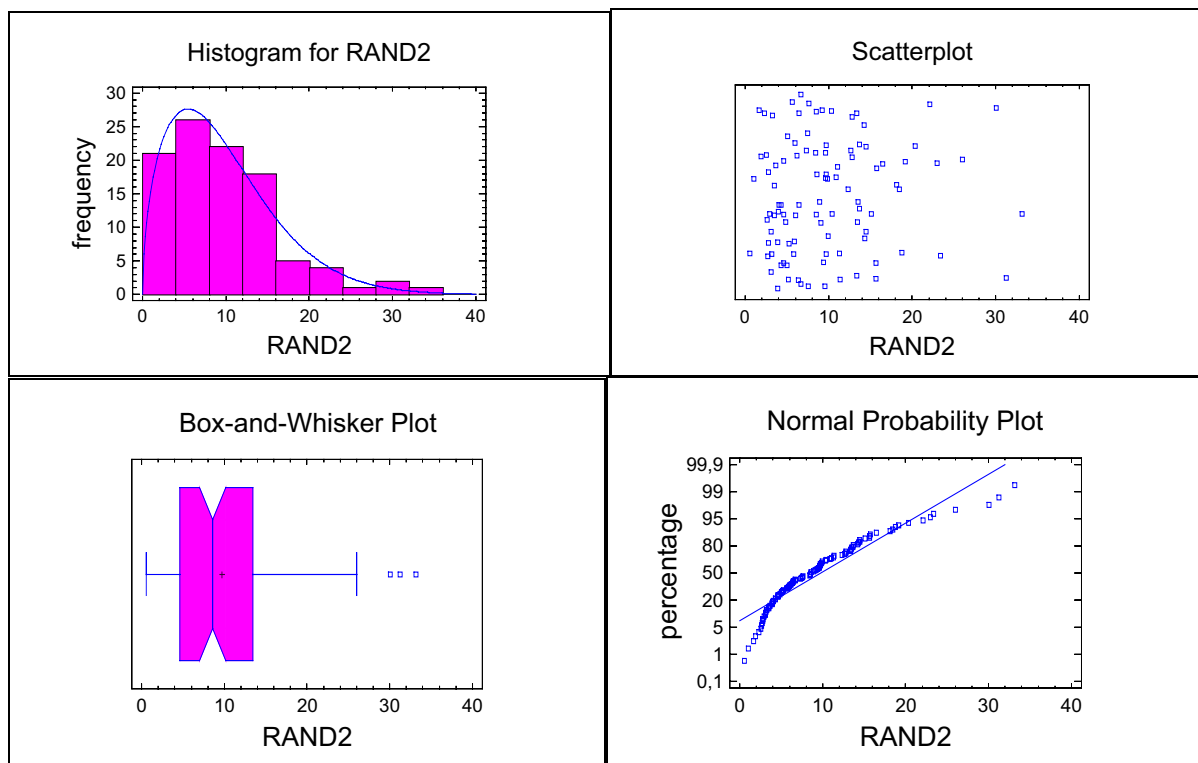 Histogram for RAND2
30
25
20
15
10
5
0
frequency
0 10 20 30 40
RAND2
Scatterplot
0 10 20 30 40
RAND2
Box-and-Whisker Plot
0 10 20 30 40
RAND2
Normal Probability Plot
99,9
99
95
80
50
20
5
1
0,1
percentage
0 10 20 30 40
RAND2